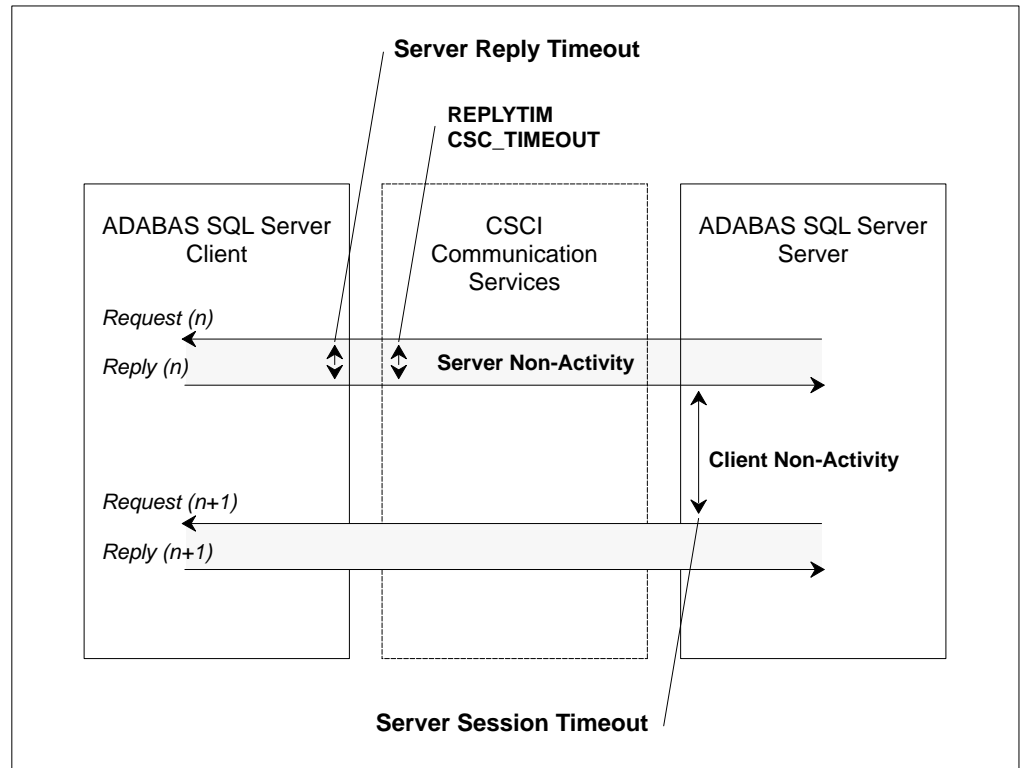 Server Reply Timeout
REPLYTIM
CSC_TIMEOUT
ADABAS SQL Server
Client
CSCI
Communication
Services
ADABAS SQL Server
Server
Request (n)
Reply (n)
Server Non-Activity
Client Non-Activity
Request (n+1)
Reply (n+1)
Server Session Timeout